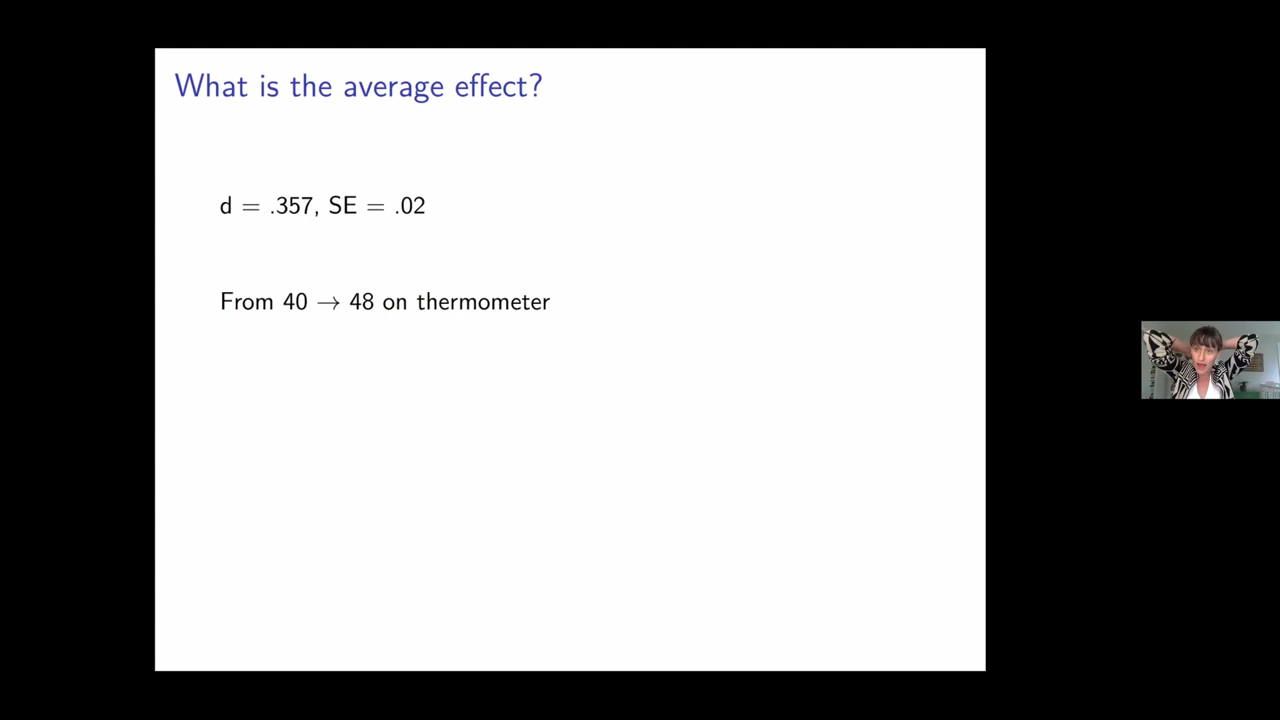 What is the average effect?
d = .357, SE = .02
From 40 → 48 on thermometer